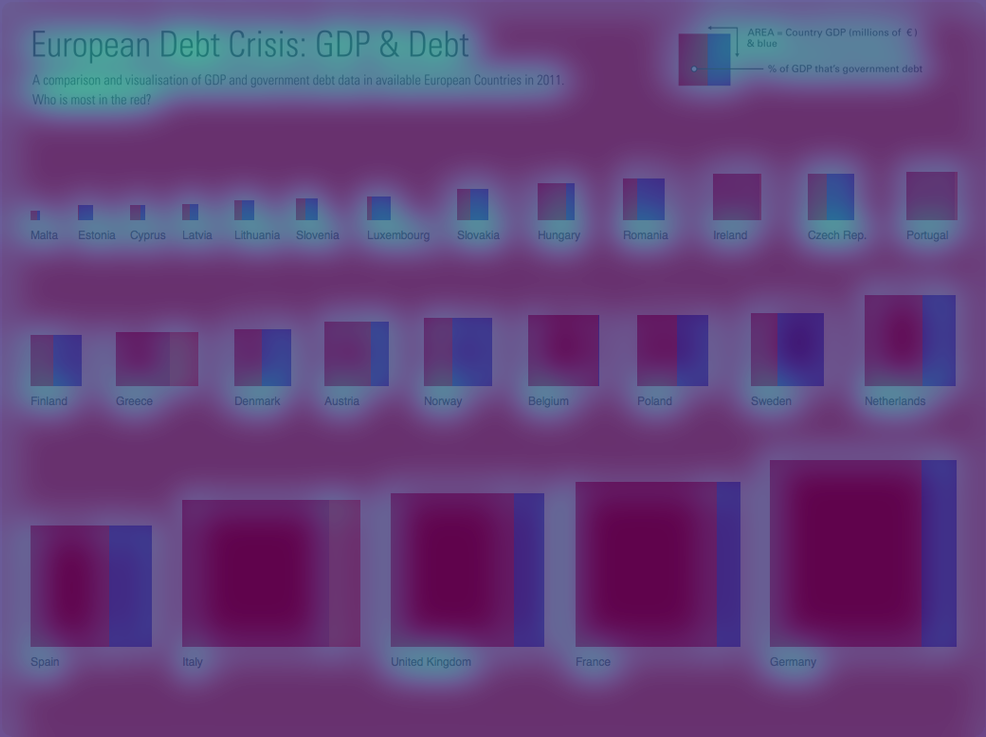 European Debt Crisis: GDP & Debt
A comparison and visualisation of GDP and government debt data in available European Countries in 2011.
Who is most in the red?
AREA = Country GDP (millions of €)
& blue
% of GDP that's government debt
Malta Estonia Cyprus Latvia Lithuania Slovenia Luxembourg Slovakia Hungary Romania Ireland Czech Rep. Portugal
Finland Greece Denmark Austria Norway Belgium Poland Sweden Netherlands
Spain Italy United Kingdom France Germany